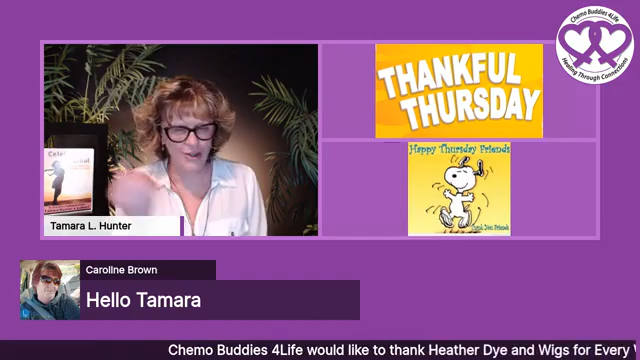 Chemo Buddies 4Life
Healing Through Connections
THANKFUL
THURSDAY
Happy Thursday Friends
Tamara L. Hunter
Caroline Brown
Hello Tamara
Chemo Buddies 4Life would like to thank Heather Dye and Wigs for Every